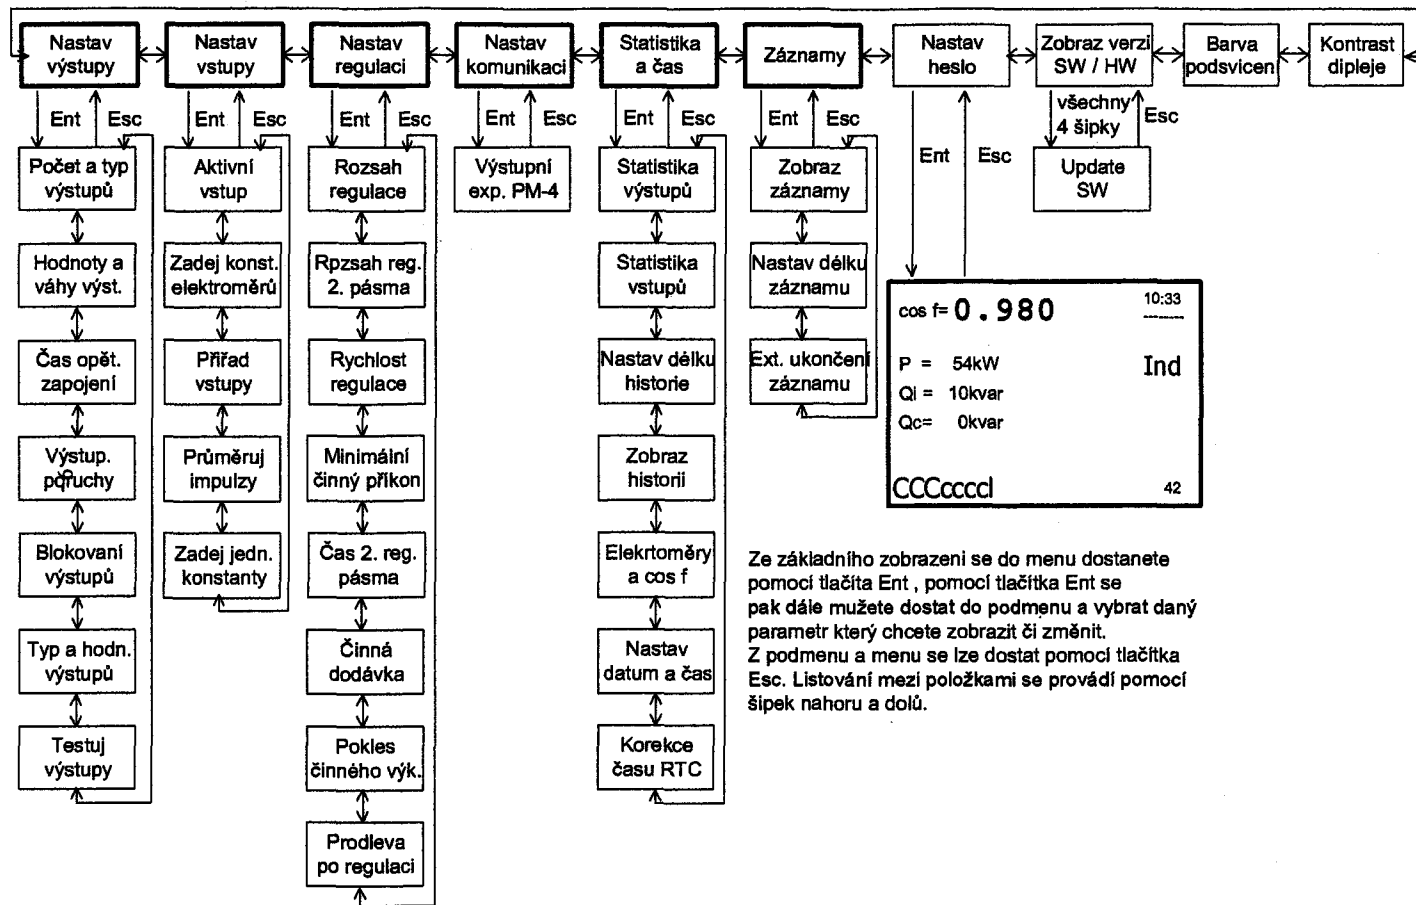 Nastav
výstupy
Nastav
vstupy
Nastav
regulaci
Nastav
komunikaci
Statistika
a čas
Záznamy
Nastav
heslo
Zobraz verzi
SW / HW
Barva
podsvicen
Kontrast
dipleje
Ent
Esc
Ent
Esc
Ent
Esc
Ent
Esc
Ent
Esc
Ent
Esc
Ent
Esc
všechny
4 šipky
Esc
Počet a typ
výstupů
Hodnoty a
váhy výst.
Čas opět.
zapojení
Výstup.
poruchy
Blokovaní
výstupů
Typ a hodn.
výstupů
Testuj
výstupy
Aktivní
vstup
Zadej konst.
elektroměrů
Přiřad
vstupy
Průměruj
impulzy
Zadej jedn.
konstanty
Rozsah
regulace
Rpzsah reg.
2. pásma
Rychlost
regulace
Minimální
činný příkon
Čas 2. reg.
pásma
Činná
dodávka
Pokles
činného výk.
Prodleva
po regulaci
Výstupní
exp. PM-4
Statistika
výstupů
Statistika
vstupů
Nastav délku
historie
Zobraz
historii
Elekrtoměry
a cos f
Nastav
datum a čas
Korekce
času RTC
Zobraz
záznamy
Nastav délku
záznamu
Ext. ukončení
záznamu
Update
SW
cos f= 0.980
10:33
P = 54kW
Ind
Qi = 10kvar
Qc= 0kvar
CCCccccl
42
Ze základního zobrazeni se do menu dostanete
pomocí tlačíta Ent , pomocí tlačítka Ent se
pak dále mužete dostat do podmenu a vybrat daný
parametr který chcete zobrazit či změnit.
Z podmenu a menu se lze dostat pomocí tlačítka
Esc. Listování mezi položkami se provádí pomocí
šipek nahoru a dolů.